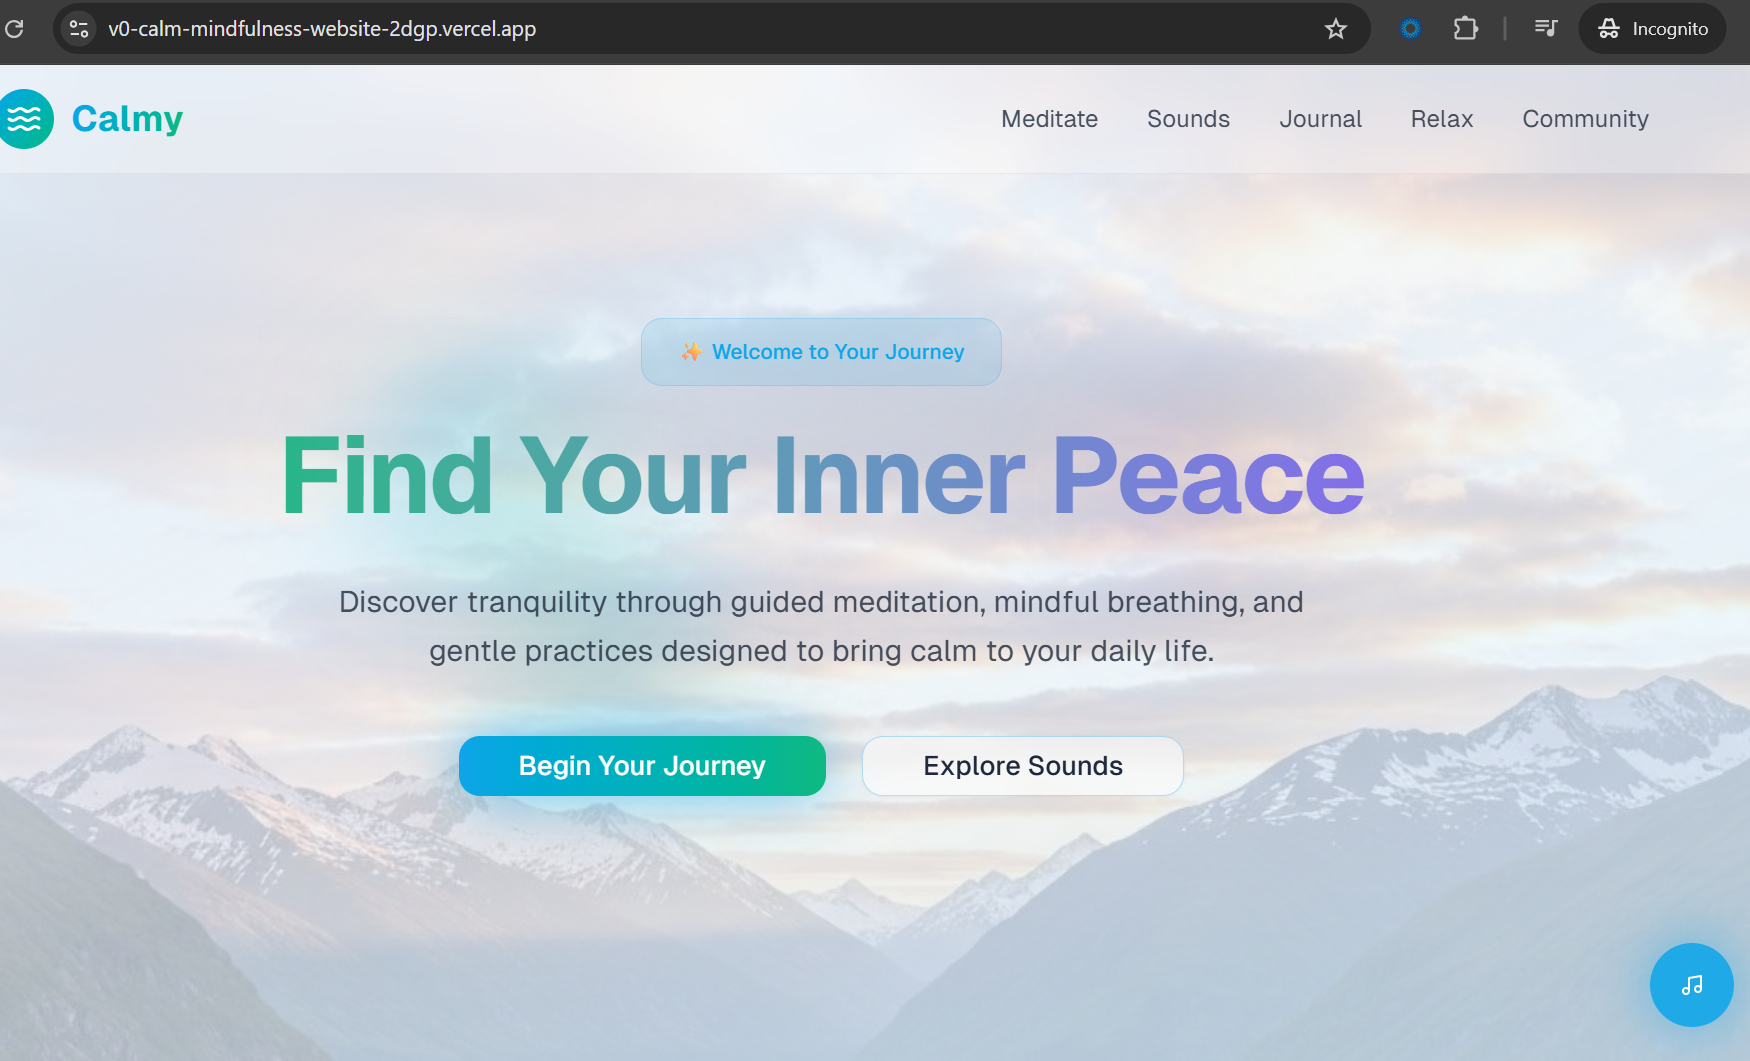 v0-calm-mindfulness-website-2dgp.vercel.app
Incognito
Calmy
Meditate
Sounds
Journal
Relax
Community
✨ Welcome to Your Journey
Find Your Inner Peace
Discover tranquility through guided meditation, mindful breathing, and
gentle practices designed to bring calm to your daily life.
Begin Your Journey
Explore Sounds